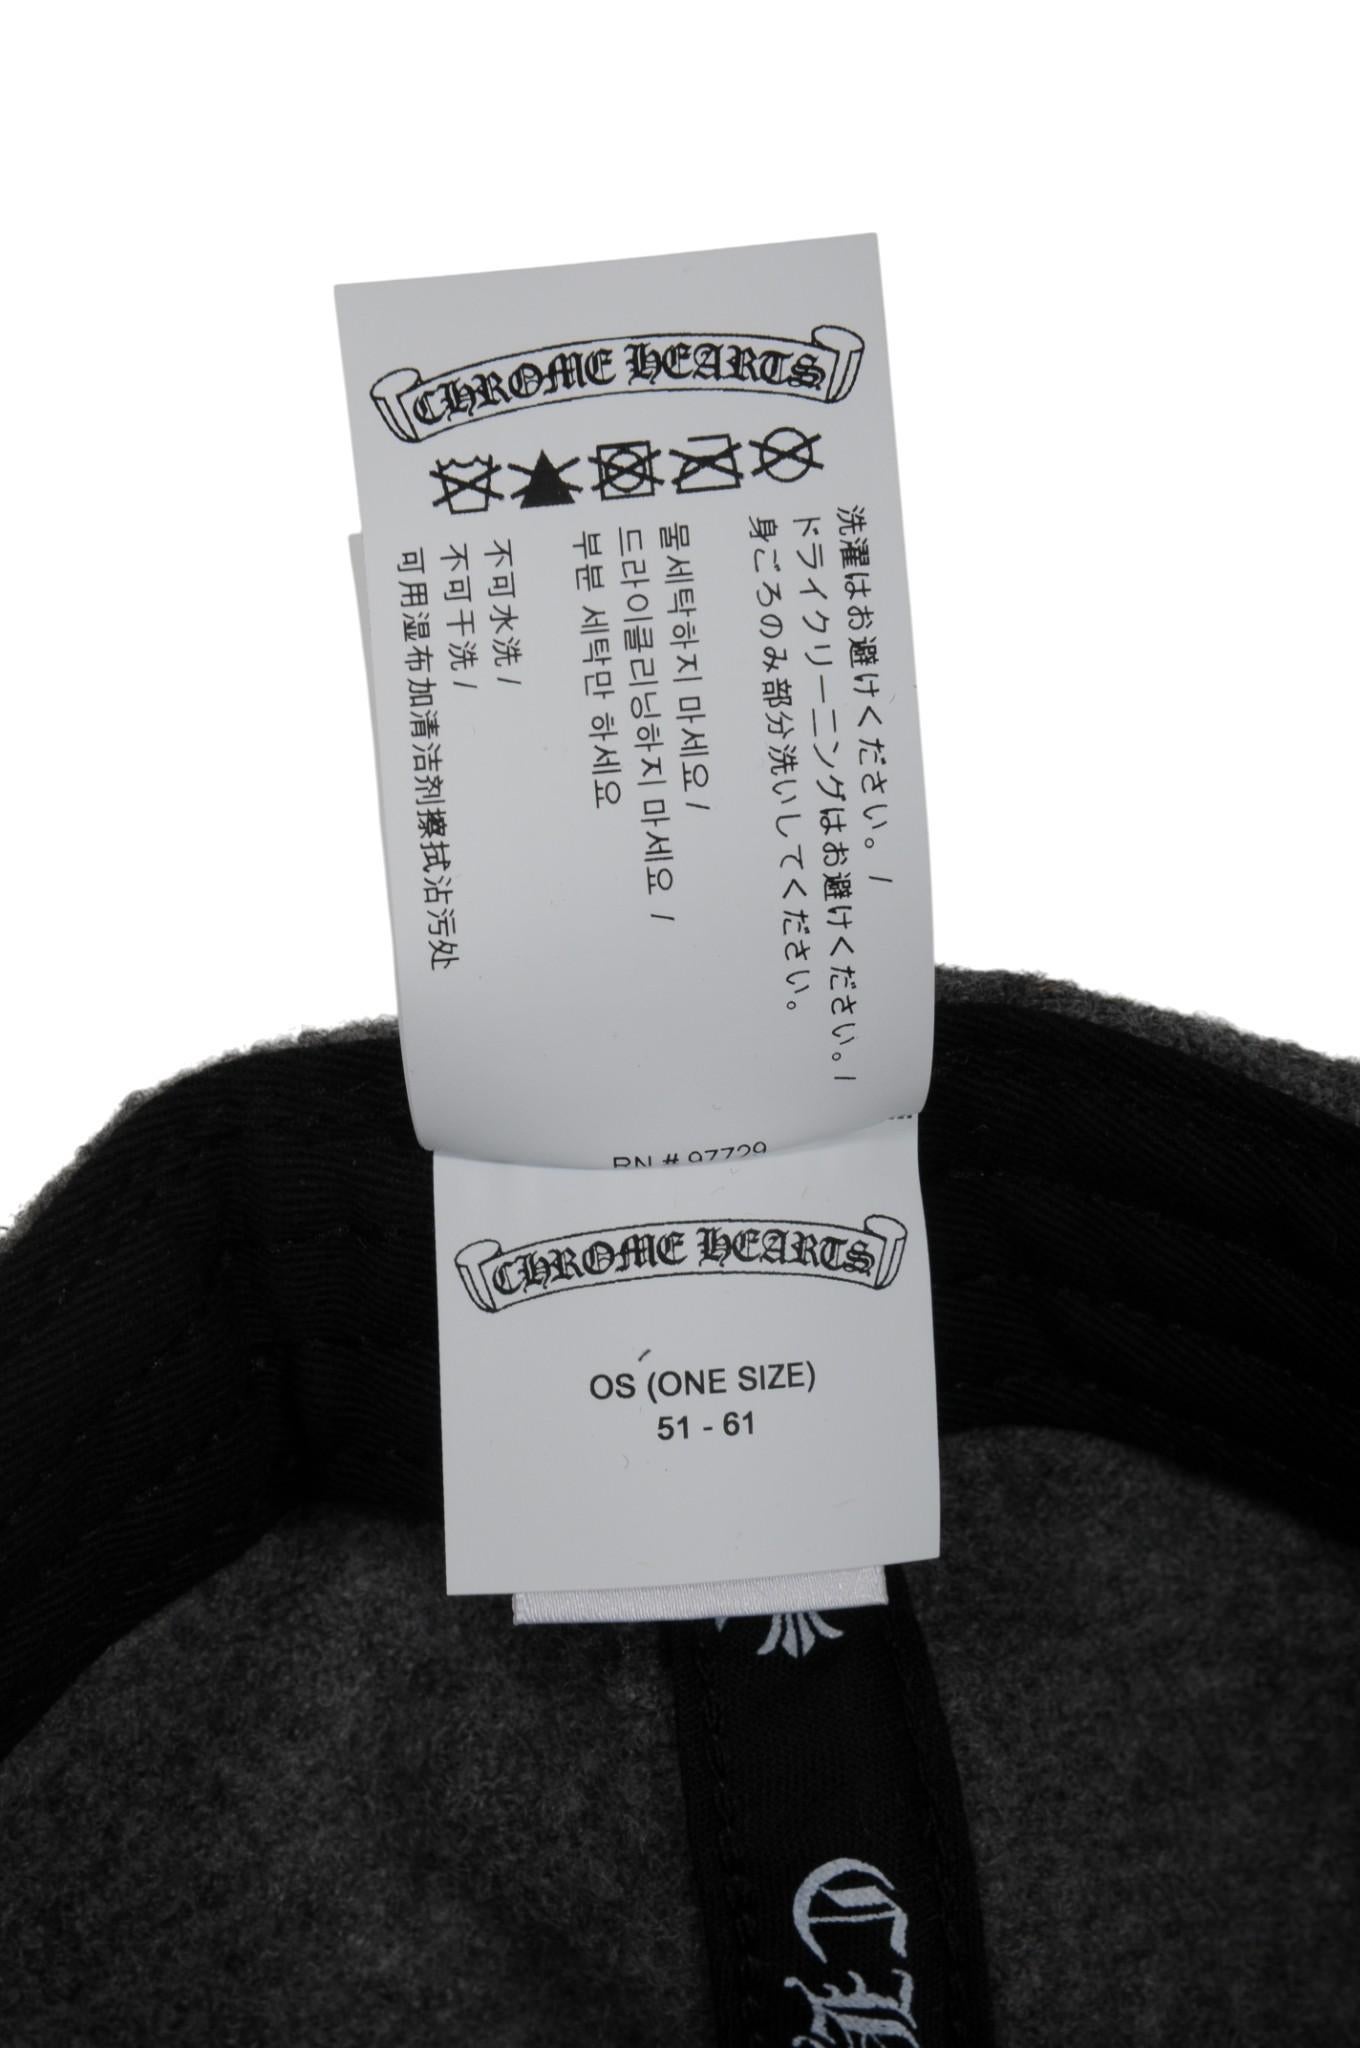 CHROME HEARTS
洗濯はお避けください。/
ドライクリーニングはお避けください。/
身ごろのみ部分洗いしてください。
물세탁하지 마세요/
드라이클리닝하지 마세요 /
부분 세탁만 하세요
不可水洗 /
不可干洗 /
可用湿布加清洁剂擦拭沾污处
RN # 97729
CHROME HEARTS
OS (ONE SIZE)
51 - 61